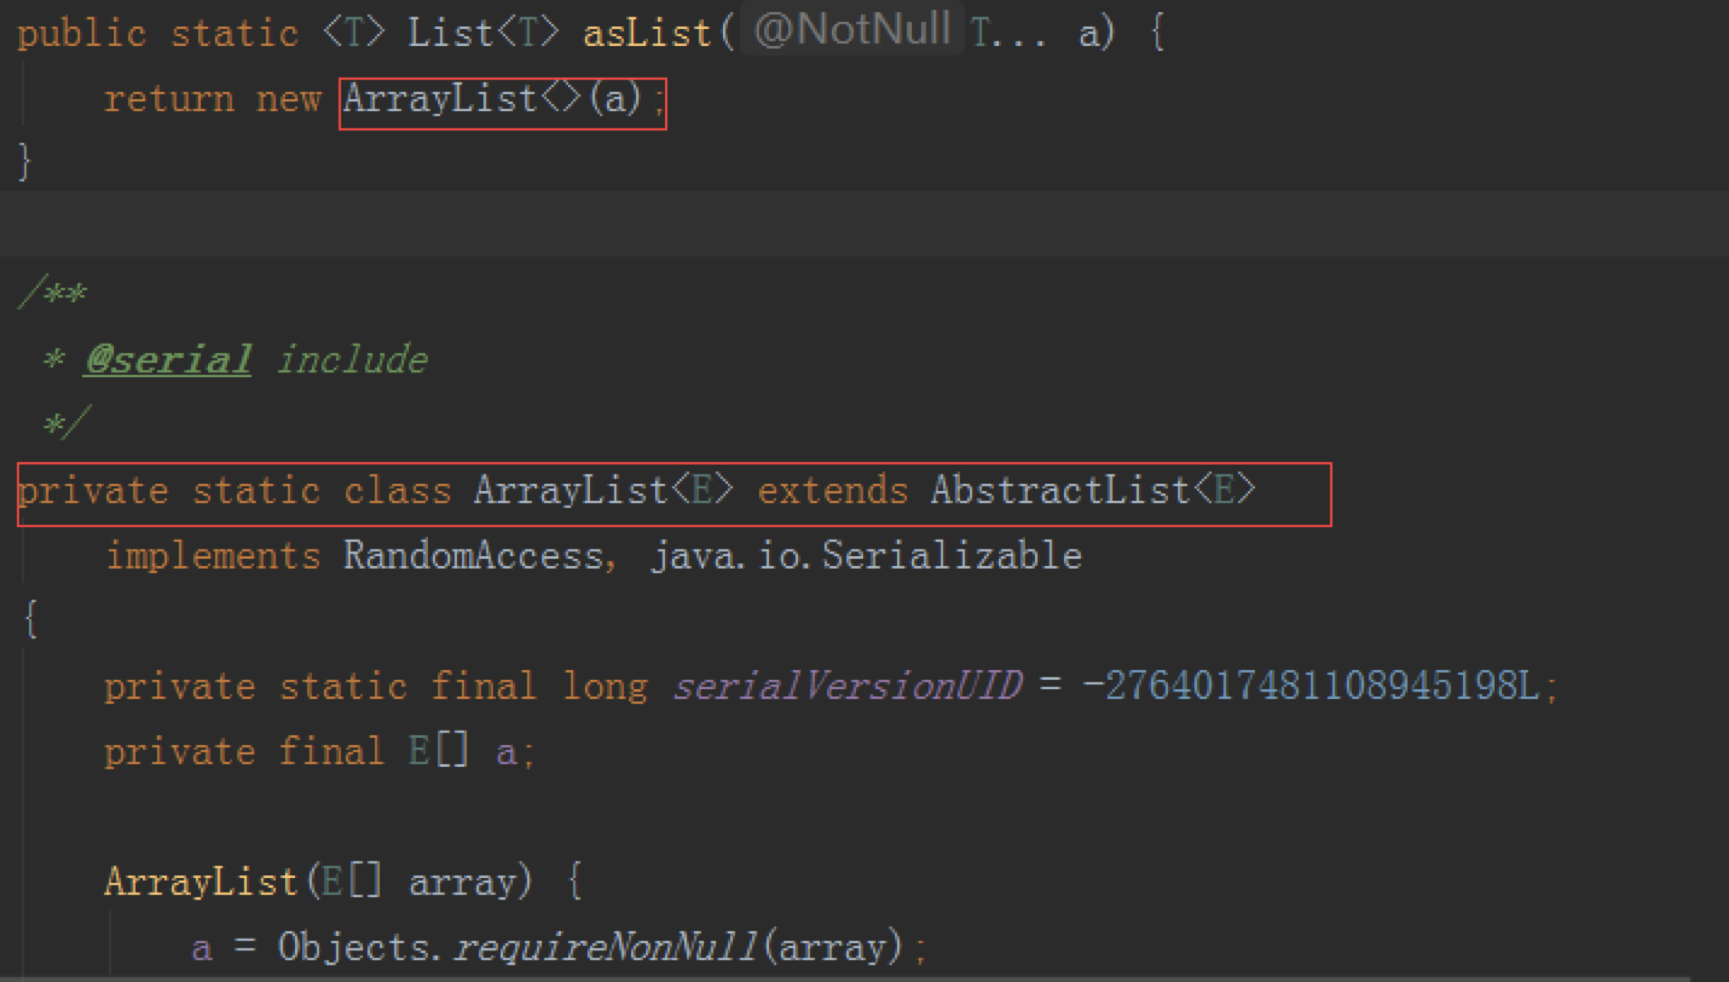 public static <T> List<T> asList( @NotNull T... a) {
return new ArrayList<>(a);
}
/**
* @serial include
*/
private static class ArrayList<E> extends AbstractList<E>
implements RandomAccess, java.io.Serializable
{
private static final long serialVersionUID = -2764017481108945198L;
private final E[] a;
ArrayList(E[] array) {
a = Objects.requireNonNull(array);